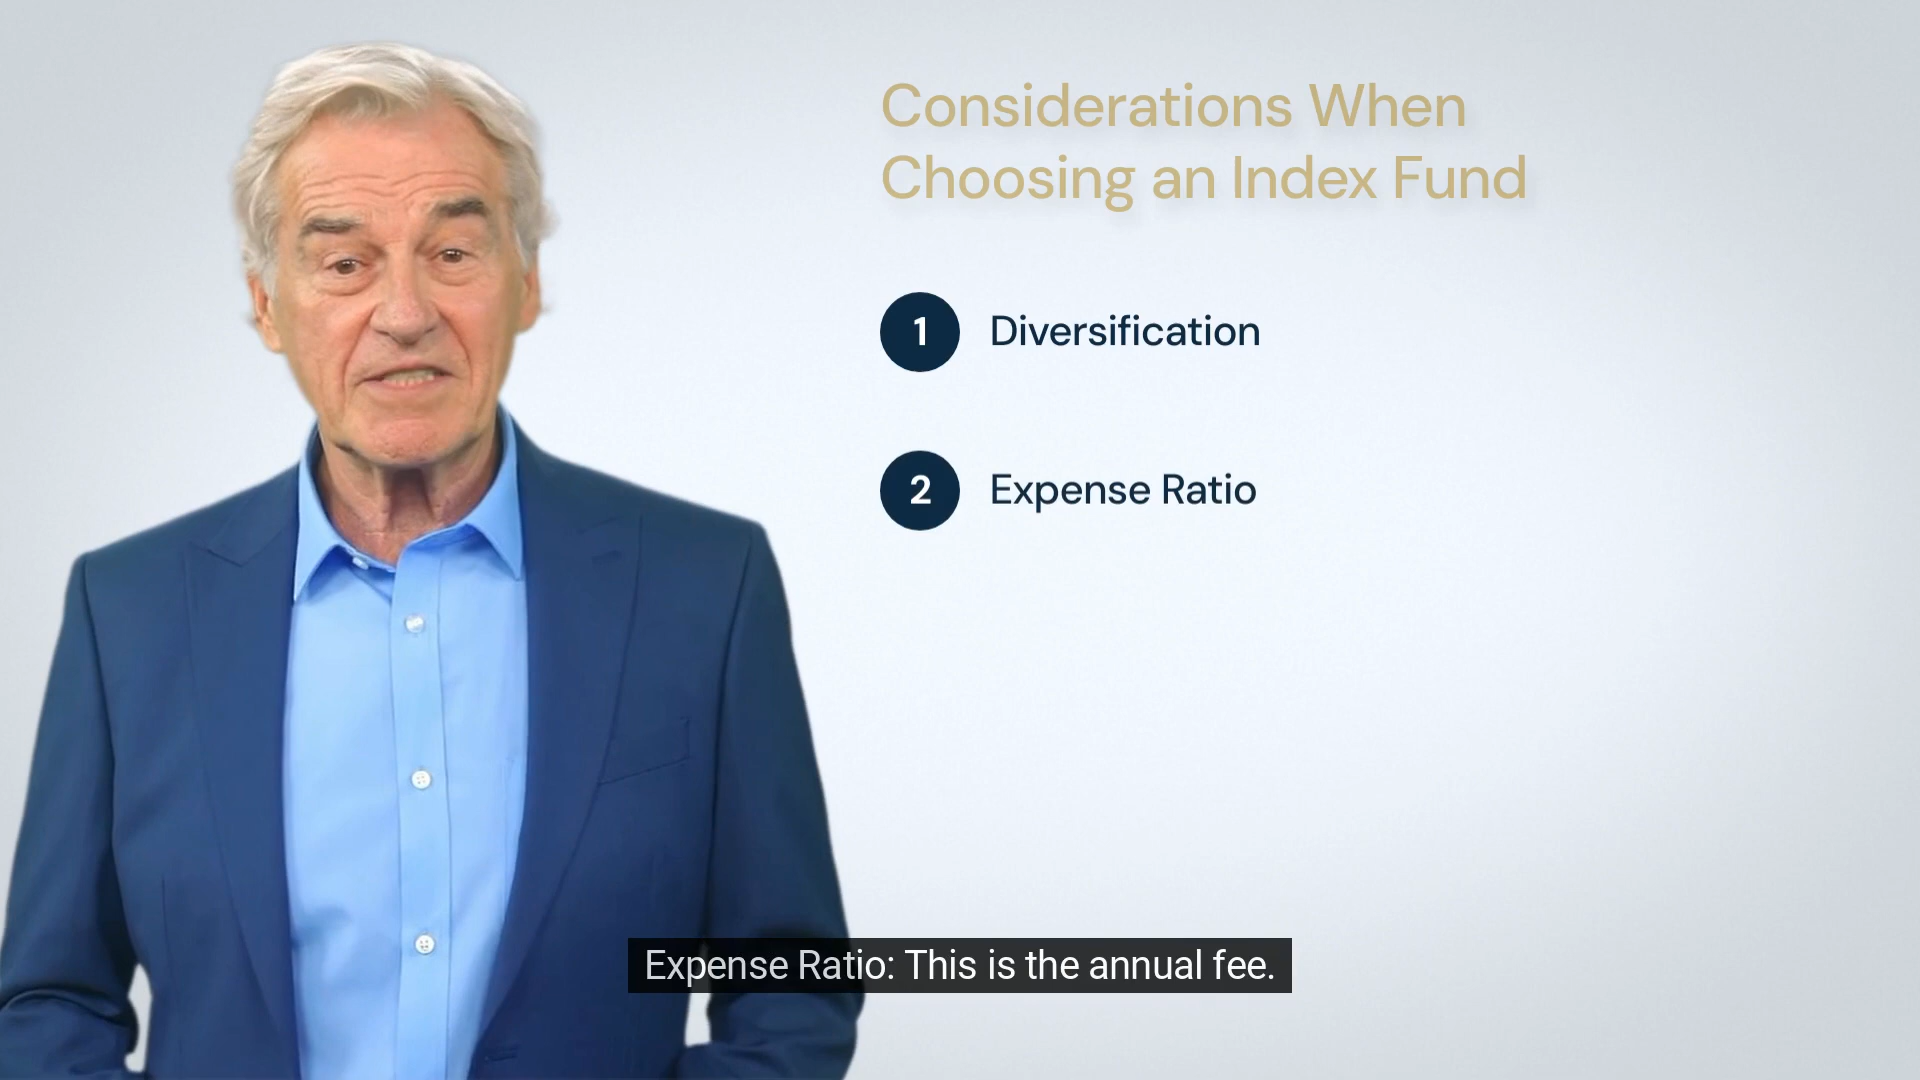 Considerations When
Choosing an Index Fund
1 Diversification
2 Expense Ratio
Expense Ratio: This is the annual fee.